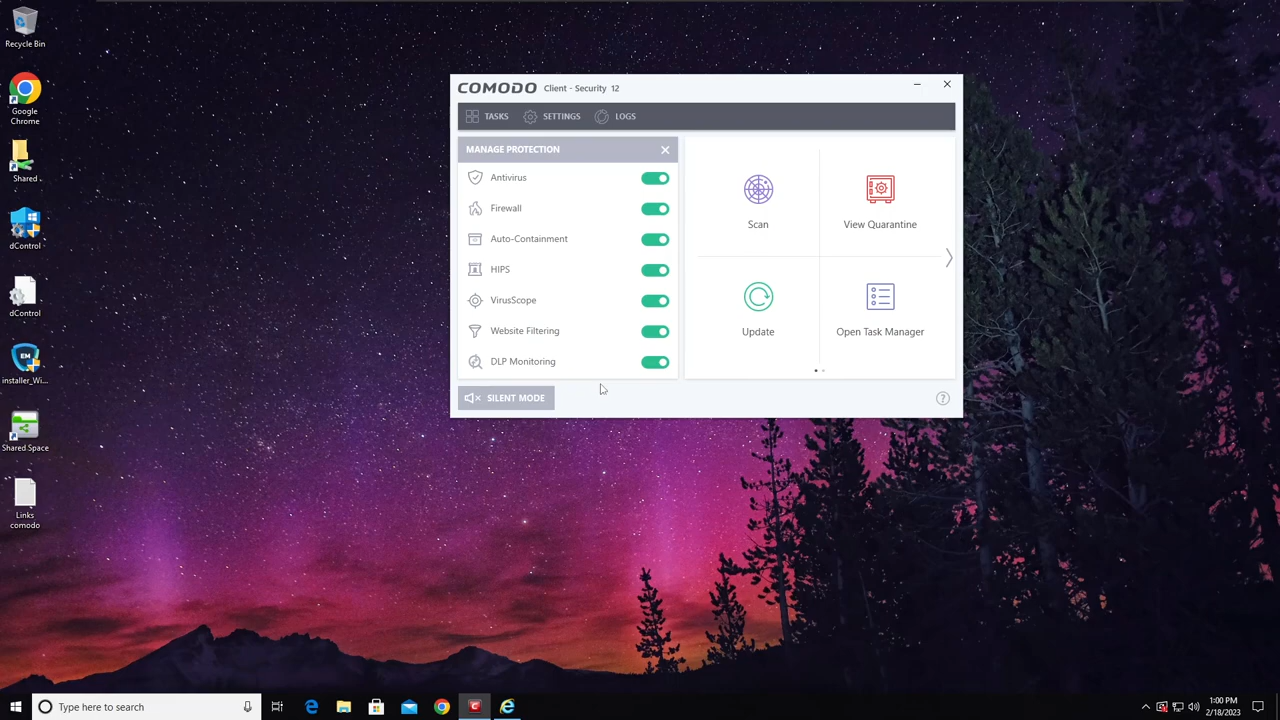 Recycle Bin
Google
Chrome
Shared
dControl
dControl
installer_Wi...
Shared Space
Links
comodo
COMODO Client - Security 12
TASKS SETTINGS LOGS
MANAGE PROTECTION
Antivirus
Firewall
Auto-Containment
HIPS
VirusScope
Website Filtering
DLP Monitoring
SILENT MODE
Scan
View Quarantine
Update
Open Task Manager
?
Type here to search
1:00 PM
2/18/2023